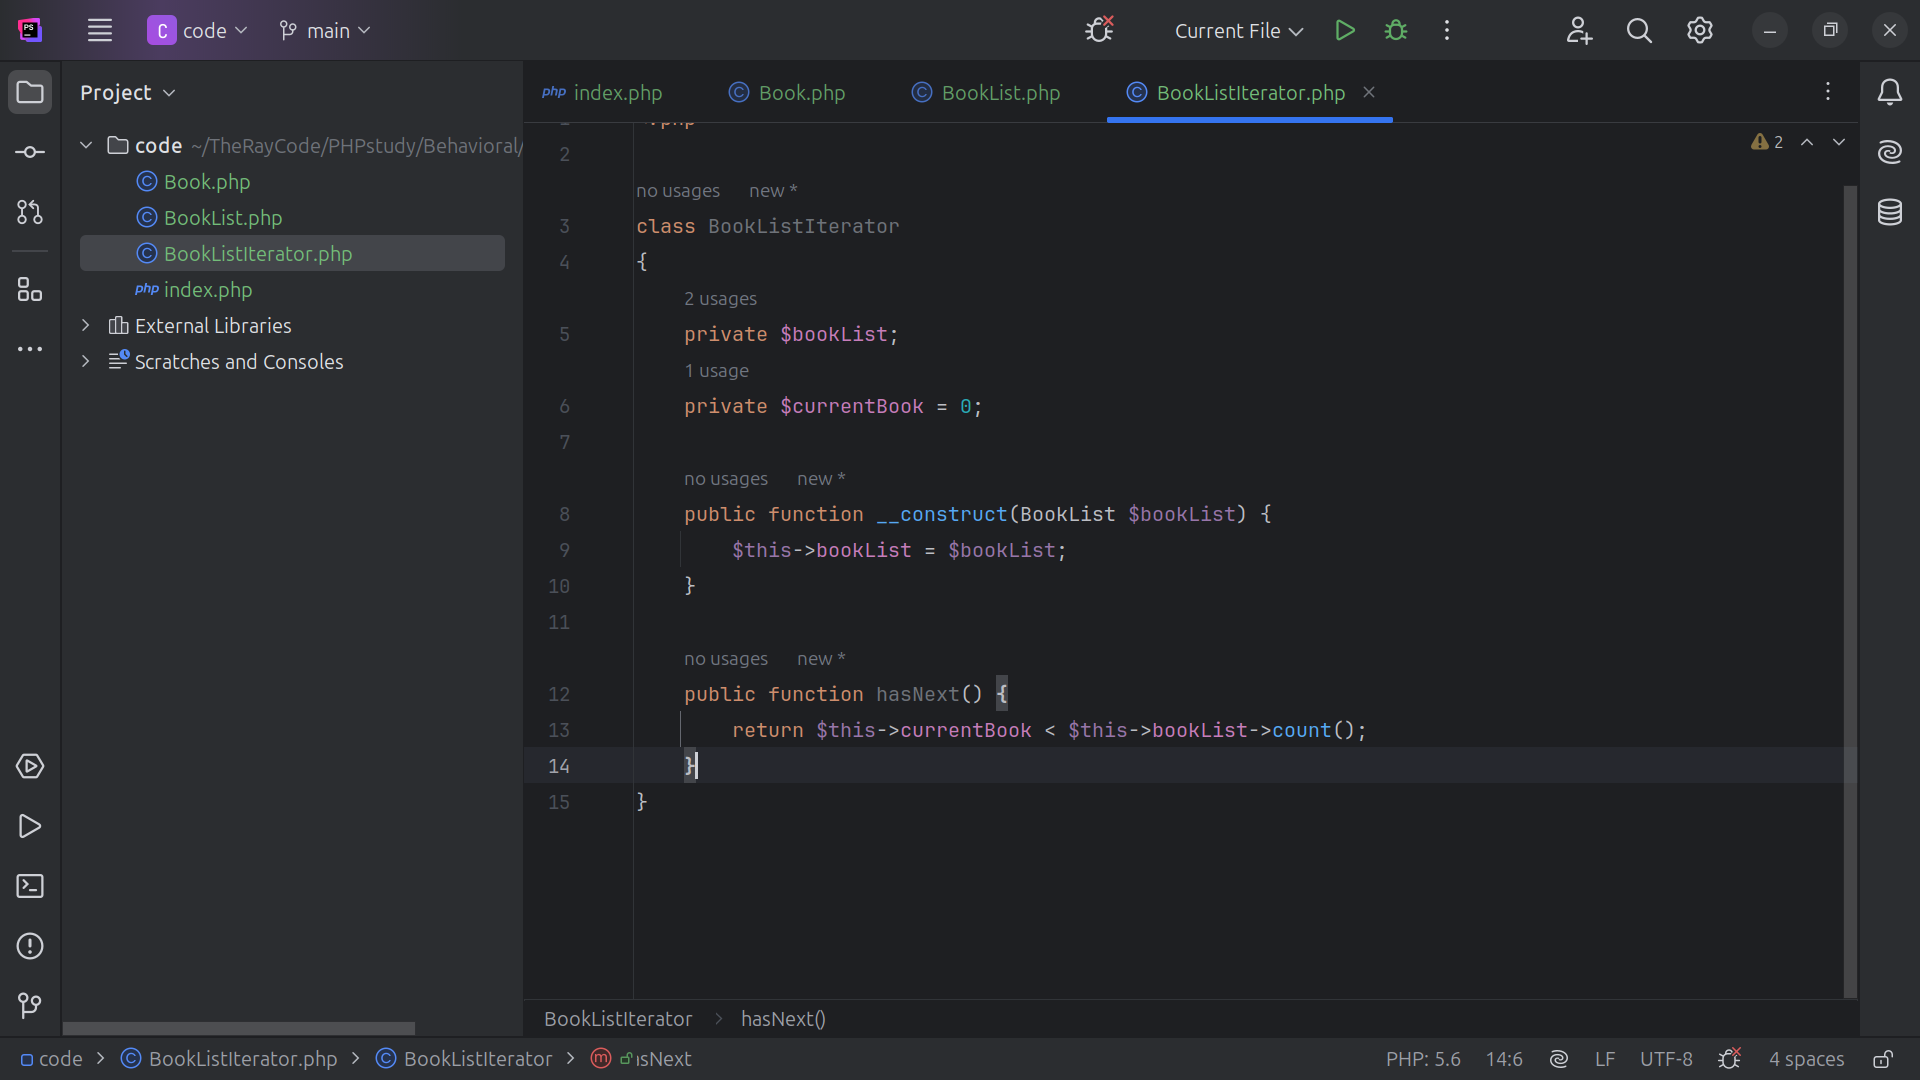 PS
C code main
Current File
Project
code ~/TheRayCode/PHPstudy/Behavioral/
Book.php
BookList.php
BookListIterator.php
php index.php
External Libraries
Scratches and Consoles
php index.php
Book.php
BookList.php
BookListIterator.php
2
2
no usages new *
3 class BookListIterator
4 {
2 usages
5 private $bookList;
1 usage
6 private $currentBook = 0;
7
no usages new *
8 public function __construct(BookList $bookList) {
9 $this->bookList = $bookList;
10 }
11
no usages new *
12 public function hasNext() {
13 return $this->currentBook < $this->bookList->count();
14 }
15 }
BookListIterator > hasNext()
code > BookListIterator.php > BookListIterator > m
PHP: 5.6 14:6 LF UTF-8 4 spaces